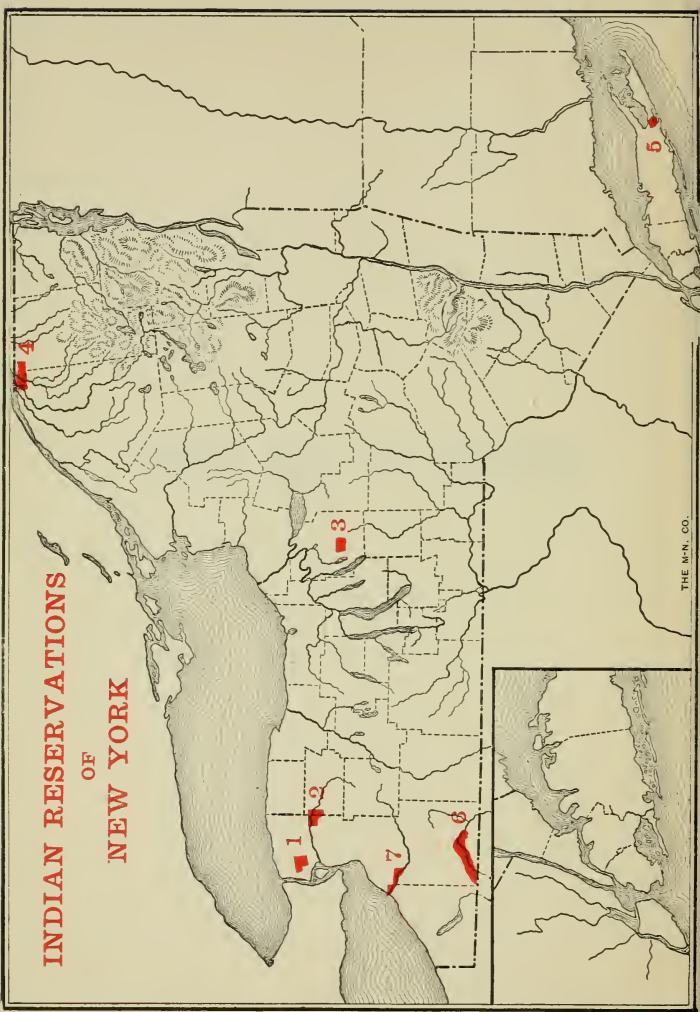 INDIAN RESERVATIONS
OF
NEW YORK
4
5
3
2
1
7
6
THE M.-N. CO.